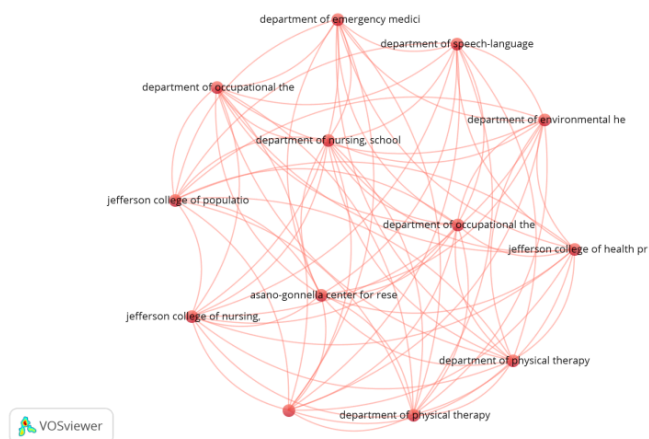 department of emergency medici
department of speech-language
department of occupational the
department of environmental he
department of nursing, school
jefferson college of populatio
department of occupational the
jefferson college of health pr
asano-gonnella center for rese
jefferson college of nursing,
department of physical therapy
department of physical therapy
VOSviewer